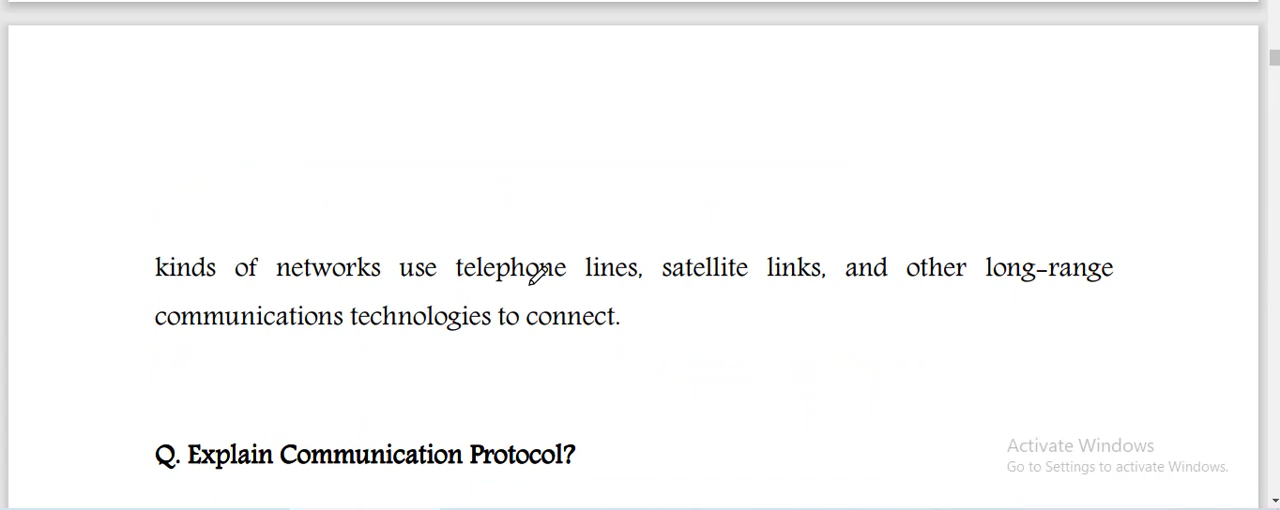 kinds of networks use telephone lines, satellite links, and other long-range
communications technologies to connect.
Q. Explain Communication Protocol?
Activate Windows
Go to Settings to activate Windows.